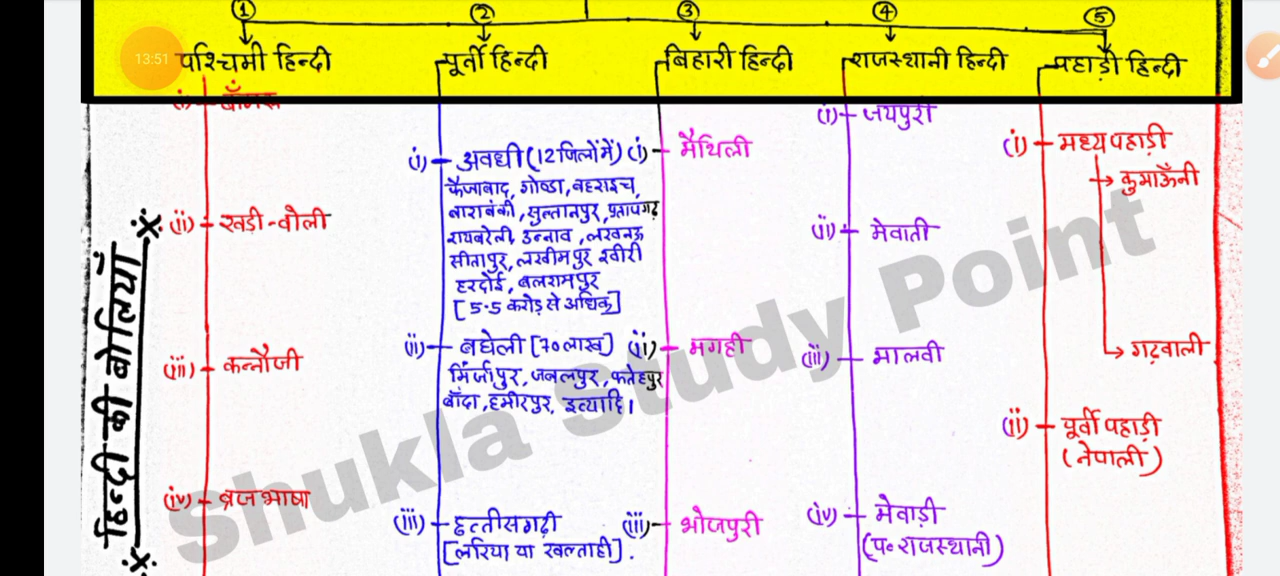 ① ② ③ ④ ⑤
13:51
पश्चिमी हिन्दी
पूर्वी हिन्दी
बिहारी हिन्दी
राजस्थानी हिन्दी
पहाड़ी हिन्दी
हिन्दी की बोलियाँ
(ii) खडी-बोली
(iii) कन्नौजी
(iv) ब्रजभाषा
(i) अवधी (12 जिलों में)
फैजाबाद, गोण्डा, बहराइच,
बाराबंकी, सुल्तानपुर, प्रतापगढ़
रायबरेली, उन्नाव, लखनऊ
सीतापुर, लखीमपुर खीरी
हरदोई, बलरामपुर
[5.5 करोड़ से अधिक]
(ii) बघेली [70 लाख]
मिर्जापुर, जबलपुर, फतेहपुर
बाँदा, हमीरपुर, इत्यादि।
(iii) छत्तीसगढ़ी
[लरिया या खल्ताही].
(i) मैथिली
(ii) मगही
(iii) भोजपुरी
(i) जयपुरी
(ii) मेवाती
(iii) मालवी
(iv) मेवाड़ी
(प० राजस्थानी)
(i) मध्य पहाड़ी
कुमाऊँनी
गढ़वाली
(ii) पूर्वी पहाड़ी
(नेपाली)
Shukla Study Point